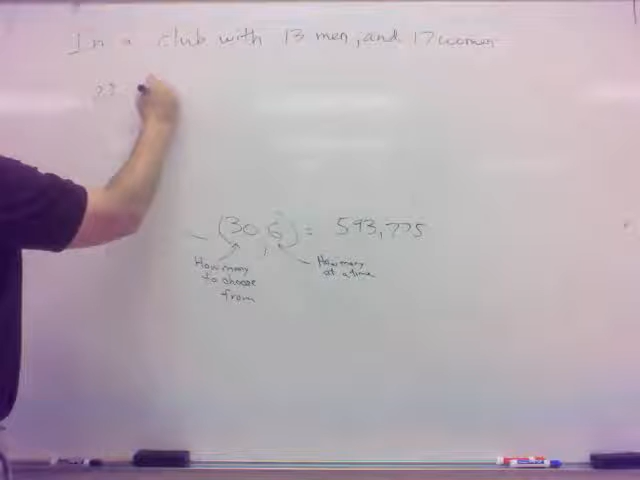 In a club with 13 men, and 17 women
??
(30, 6) = 593,775
How many
to choose
from
How many
at a time